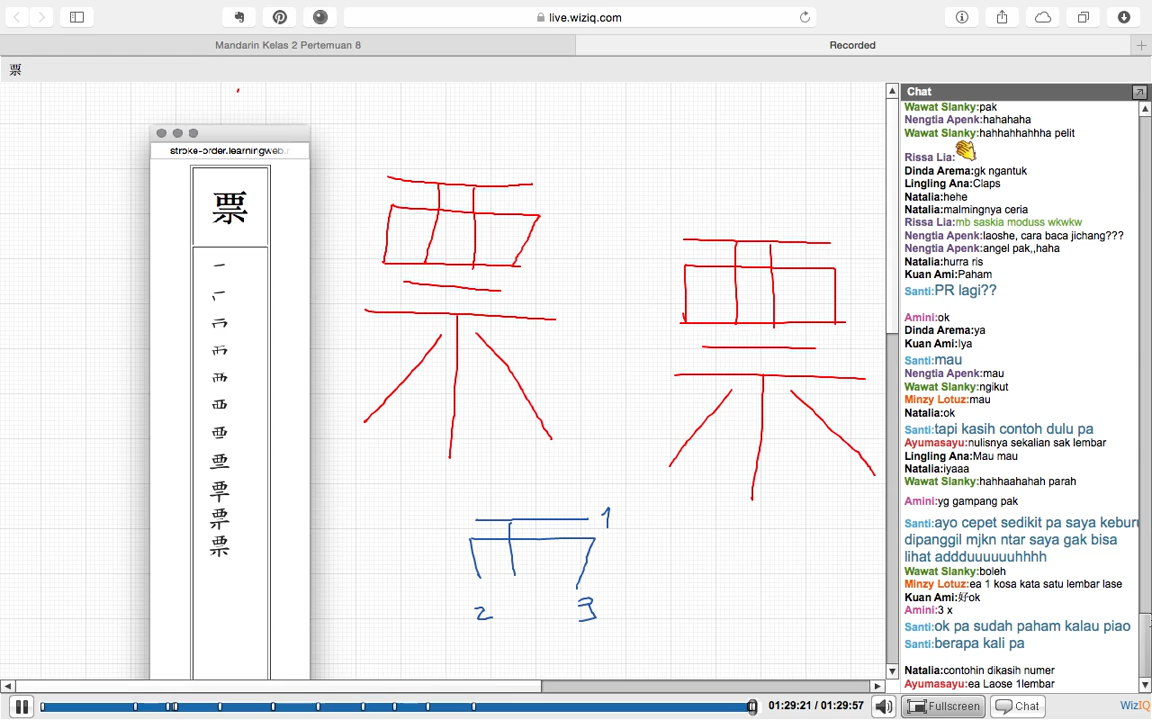 live.wiziq.com
Mandarin Kelas 2 Pertemuan 8
Recorded
票
stroke-order.learningweb.
票
票
票
1
2
3
Chat
Wawat Slanky:pak
Nengtia Apenk:hahahaha
Wawat Slanky:hahhahhahhha pelit
Rissa Lia:
Dinda Arema:gk ngantuk
Lingling Ana:Claps
Natalia:hehe
Natalia:malmingnya ceria
Rissa Lia:mb saskia moduss wkwkw
Nengtia Apenk:laoshe, cara baca jichang???
Nengtia Apenk:angel pak,,haha
Natalia:hurra ris
Kuan Ami:Paham
Santi:PR lagi??
Amini:ok
Dinda Arema:ya
Kuan Ami:Iya
Santi:mau
Nengtia Apenk:mau
Wawat Slanky:ngikut
Minzy Lotuz:mau
Natalia:ok
Santi:tapi kasih contoh dulu pa
Ayumasayu:nulisnya sekalian sak lembar
Lingling Ana:Mau mau
Natalia:iyaaa
Wawat Slanky:hahhaahahah parah
Amini:yg gampang pak
Santi:ayo cepet sedikit pa saya keburu
dipanggil mjkn ntar saya gak bisa
lihat addduuuuuuhhhh
Wawat Slanky:boleh
Minzy Lotuz:ea 1 kosa kata satu lembar lase
Kuan Ami:好ok
Amini:3 x
Santi:ok pa sudah paham kalau piao
berapa kali pa
Natalia:contohin dikasih numer
Ayumasayu:ea Laose 1lembar
01:29:21 / 01:29:57
Fullscreen
Chat
WizIQ